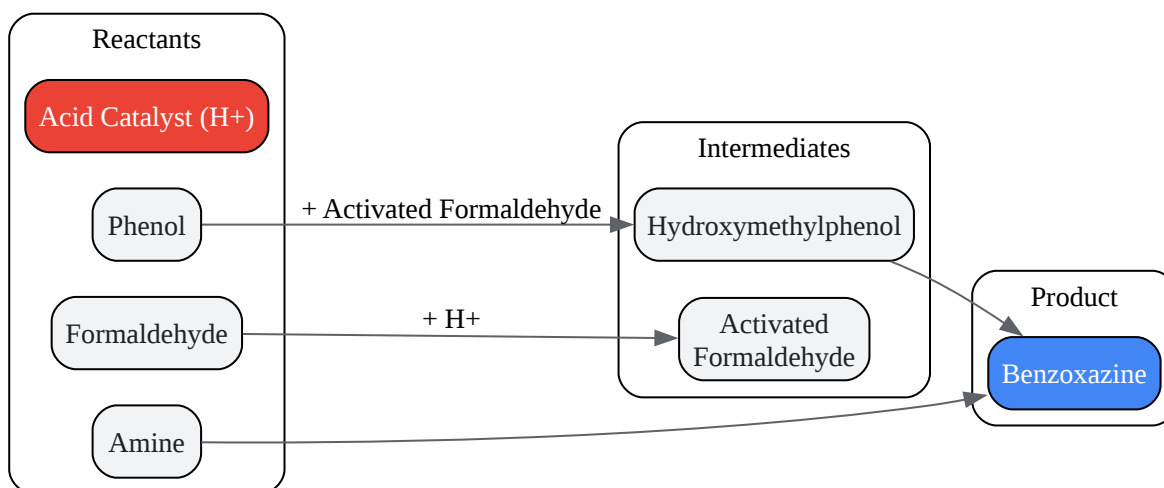 Reactants
Acid Catalyst (H+)
Phenol
Formaldehyde
Amine
+ Activated Formaldehyde
+ H+
Intermediates
Hydroxymethylphenol
Activated
Formaldehyde
Product
Benzoxazine